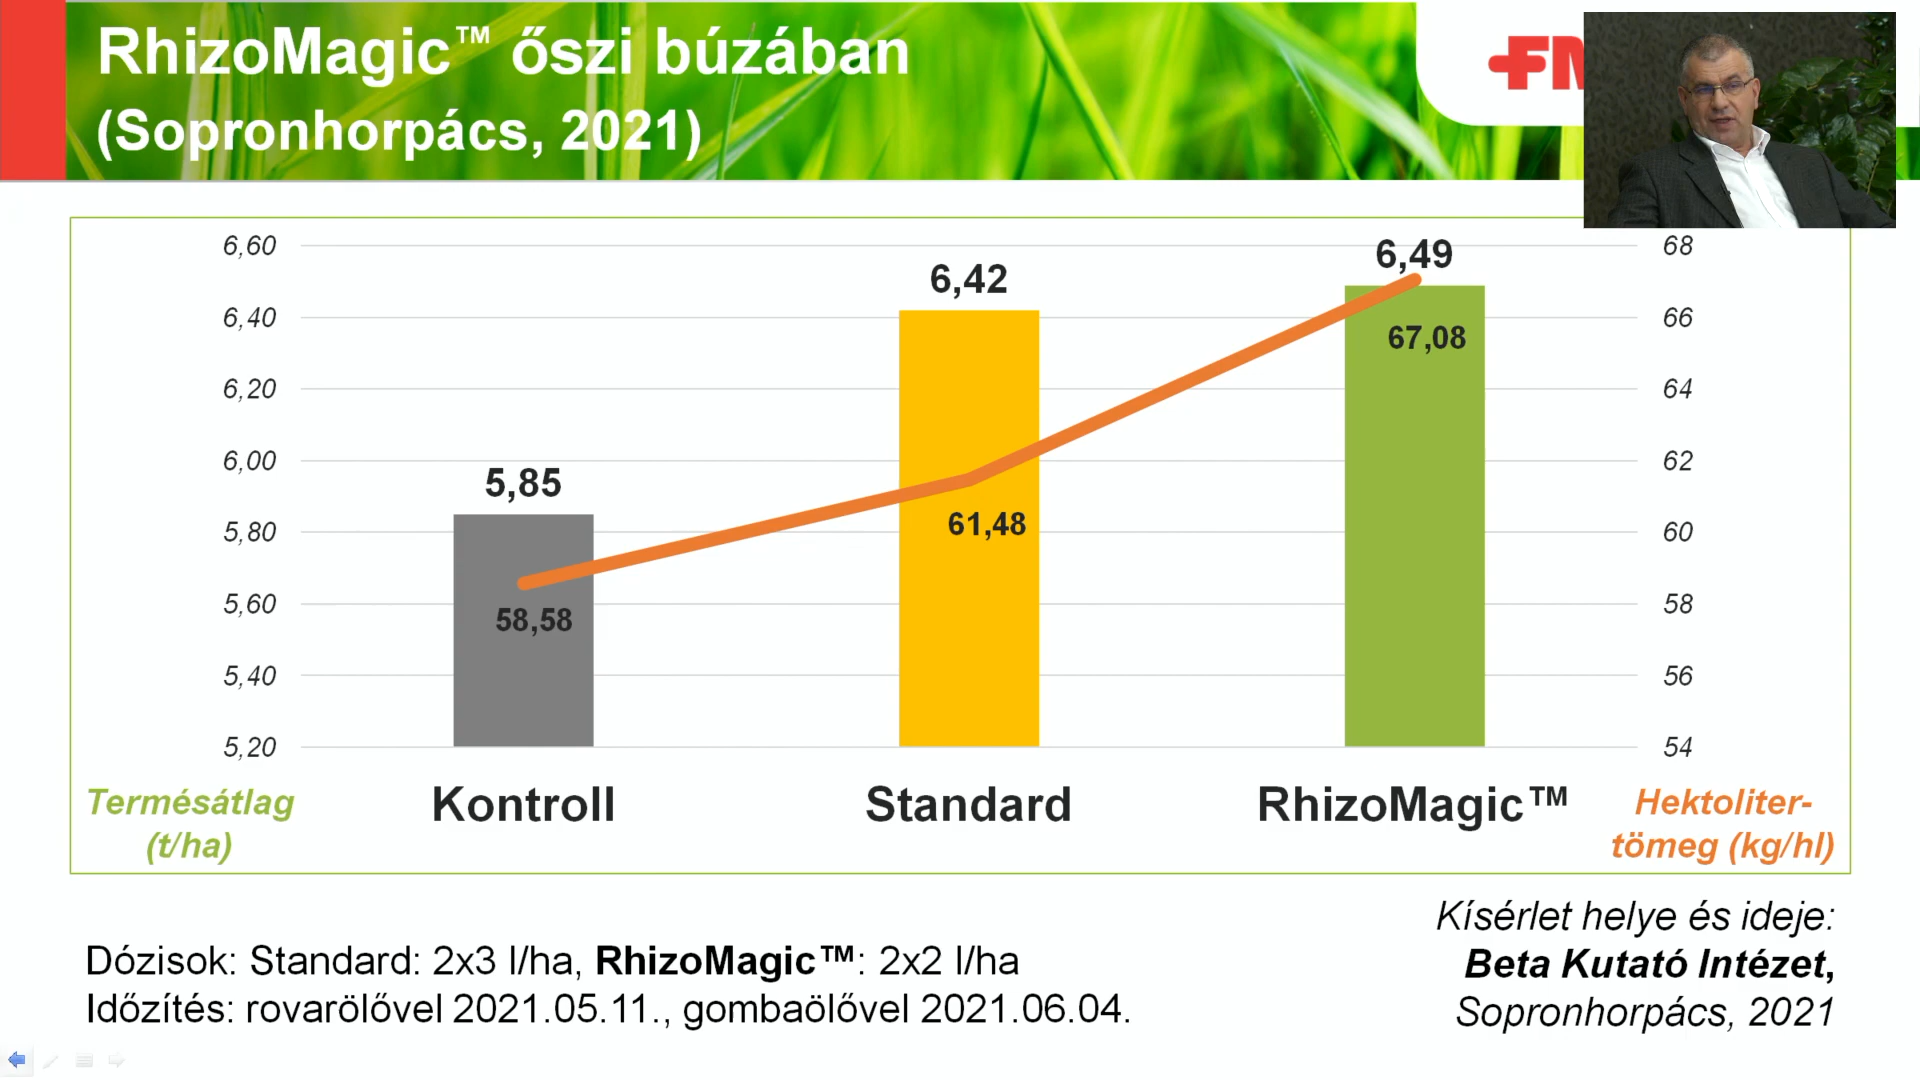 RhizoMagic™ őszi búzában
(Sopronhorpács, 2021)
6,60
6,40
6,20
6,00
5,80
5,60
5,40
5,20
68
66
64
62
60
58
56
54
5,85
6,42
6,49
58,58
61,48
67,08
Kontroll
Standard
RhizoMagic™
Termésátlag
(t/ha)
Hektoliter-
tömeg (kg/hl)
Dózisok: Standard: 2x3 l/ha, RhizoMagic™: 2x2 l/ha
Időzítés: rovarölővel 2021.05.11., gombaölővel 2021.06.04.
Kísérlet helye és ideje:
Beta Kutató Intézet,
Sopronhorpács, 2021